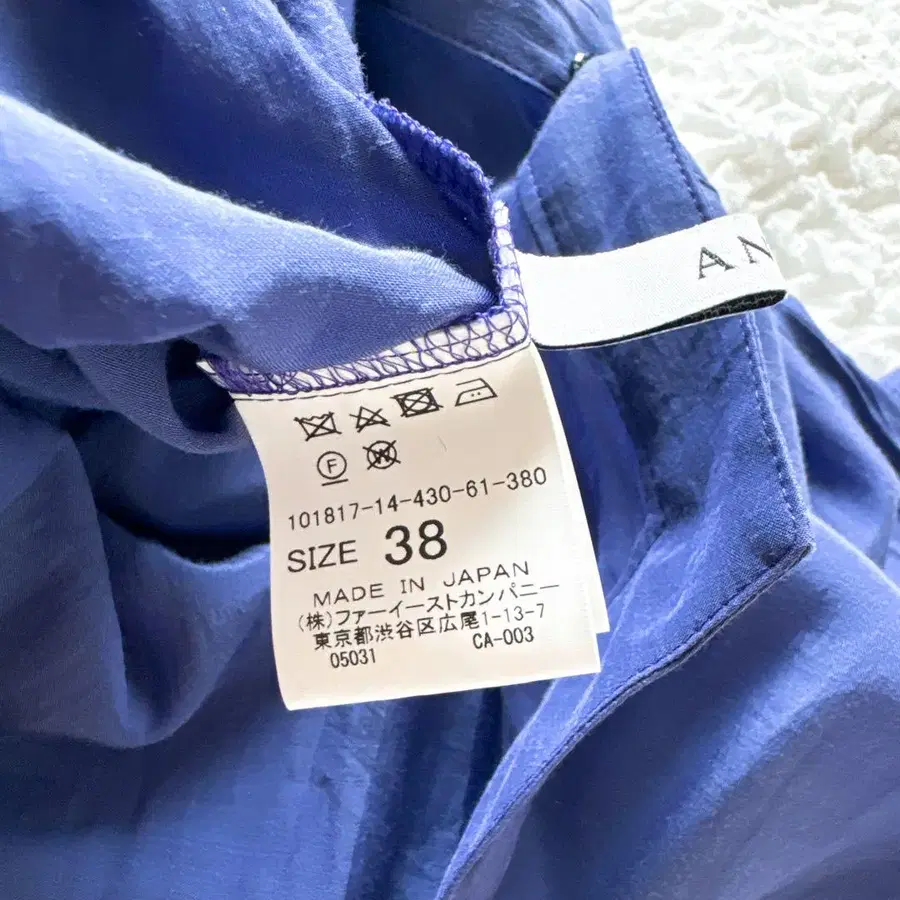 AN
F
W
101817-14-430-61-380
SIZE 38
MADE IN JAPAN
(株)ファーイーストカンパニー
東京都渋谷区広尾1-13-7
05031 CA-003